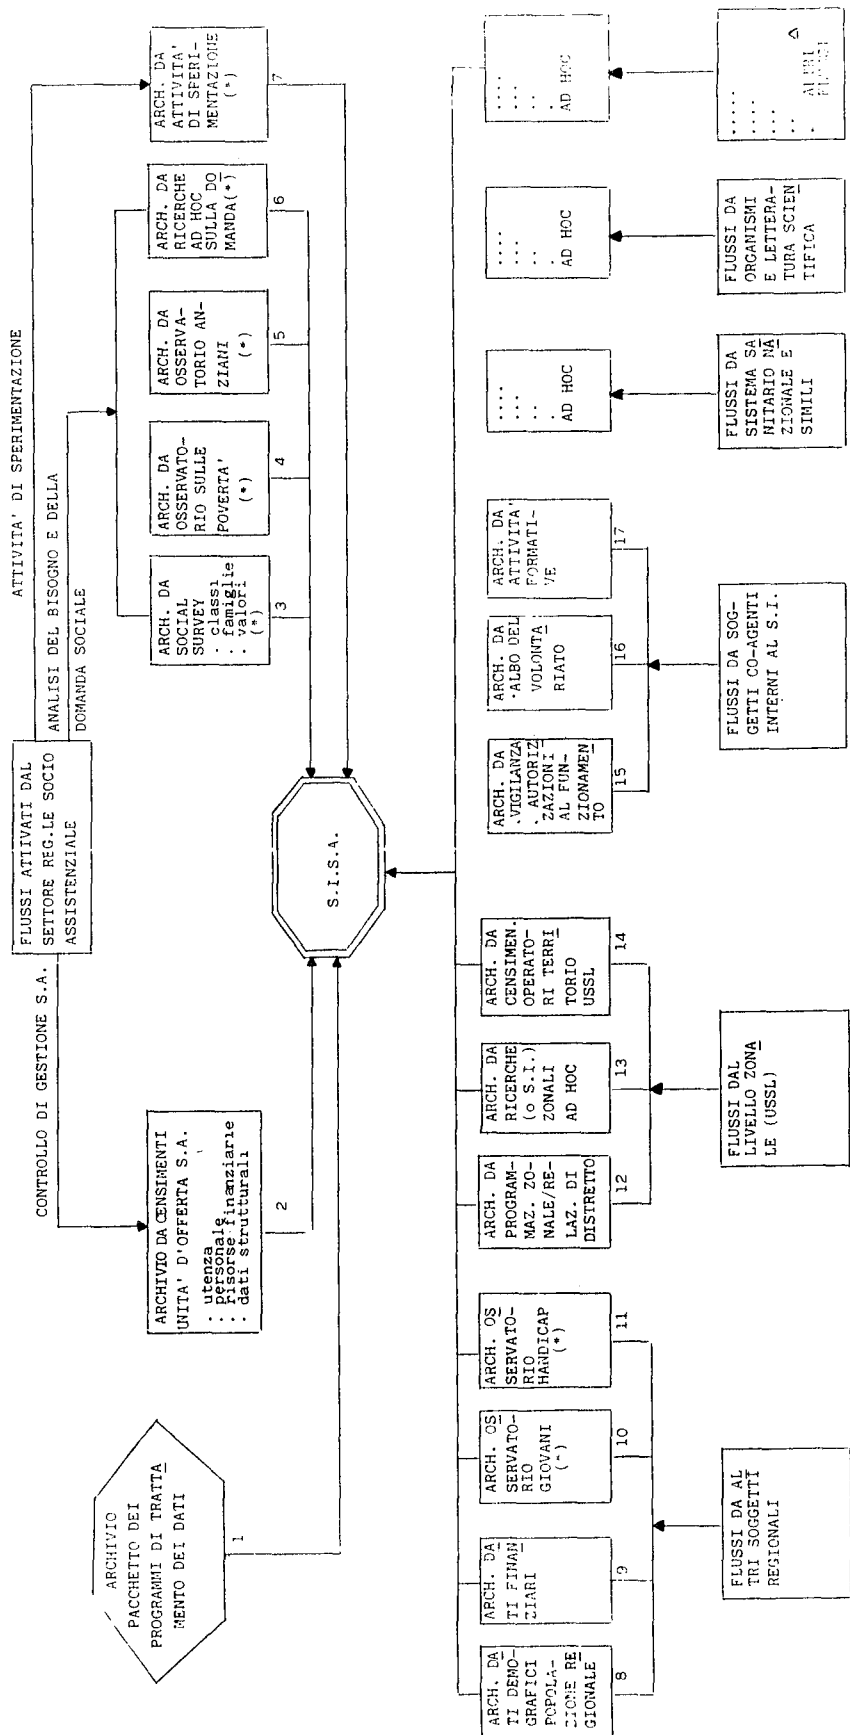 FLUSSI ATTIVATI DAL
SETTORE REG.LE SOCIO
ASSISTENZIALE
ATTIVITA' DI SPERIMENTAZIONE
ANALISI DEL BISOGNO E DELLA
DOMANDA SOCIALE
CONTROLLO DI GESTIONE S.A.
ARCHIVIO
PACCHETTO DEI
PROGRAMMI DI TRATTA
MENTO DEI DATI
1
ARCHIVIO DA CENSIMENTI
UNITA' D'OFFERTA S.A.
. utenza
. personale
. risorse finanziarie
. dati strutturali
2
ARCH. DA
SOCIAL
SURVEY
. classi
. famiglie
. valori
(*)
3
ARCH. DA
OSSERVATO-
RIO SULLE
POVERTA'
(*)
4
ARCH. DA
OSSERVA-
TORIO AN-
ZIANI
(*)
5
ARCH. DA
RICERCHE
AD HOC
SULLA DO
MANDA(*)
6
ARCH. DA
ATTIVITA'
DI SPERI-
MENTAZIONE
(*)
7
S.I.S.A.
ARCH. DA
TI DEMO-
GRAFICI
POPOLA-
ZIONE RE
GIONALE
8
ARCH. DA
TI FINAN
ZIARI
9
ARCH. OS
SERVATO-
RIO
GIOVANI
(*)
10
ARCH. OS
SERVATO-
RIO
HANDICAP
(*)
11
ARCH. DA
PROGRAM-
MAZ. ZO-
NALE/RE-
LAZ. DI
DISTRETTO
12
ARCH. DA
RICERCHE
(o S.I.)
ZONALI
AD HOC
13
ARCH. DA
CENSIMEN.
OPERATO-
RI TERRI
TORIO
USSL
14
ARCH. DA
.VIGILANZA
. AUTORIZ
ZAZIONI
AL FUN-
ZIONAMEN
TO
15
ARCH. DA
.ALBO DEL
VOLONTA
RIATO
16
ARCH. DA
ATTIVITA'
FORMATI-
VE
17
. . . .
. . .
. .
.
AD HOC
. . . .
. . .
. .
.
AD HOC
. . . .
. . .
. .
.
AD HOC
FLUSSI DA AL
TRI SOGGETTI
REGIONALI
FLUSSI DAL
LIVELLO ZONA
LE (USSL)
FLUSSI DA SOG-
GETTI CO-AGENTI
INTERNI AL S.I.
FLUSSI DA
SISTEMA SA
NITARIO NA
ZIONALE E
SIMILI
FLUSSI DA
ORGANISMI
E LETTERA-
TURA SCIEN
TIFICA
. . . . .
. . . .
. . .
. .
. ALTRI
FLUSSI